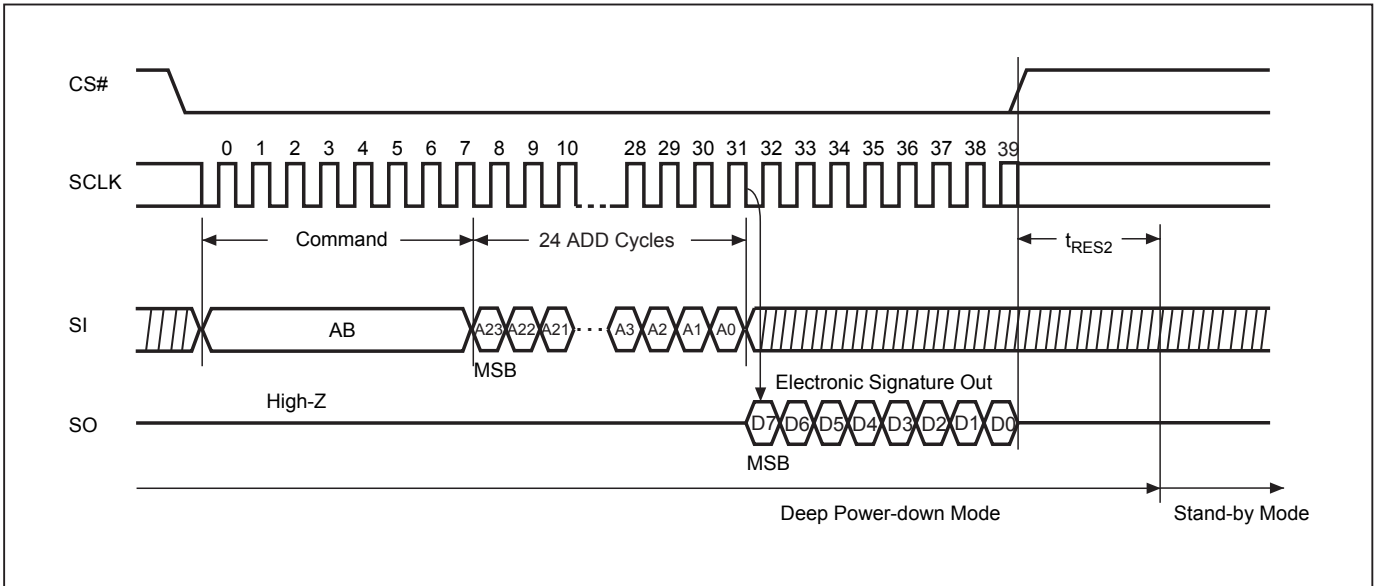 CS#
0 1 2 3 4 5 6 7 8 9 10 28 29 30 31 32 33 34 35 36 37 38 39
SCLK
Command 24 ADD Cycles tRES2
SI AB A23 A22 A21 A3 A2 A1 A0
MSB
Electronic Signature Out
High-Z
SO D7 D6 D5 D4 D3 D2 D1 D0
MSB
Deep Power-down Mode Stand-by Mode